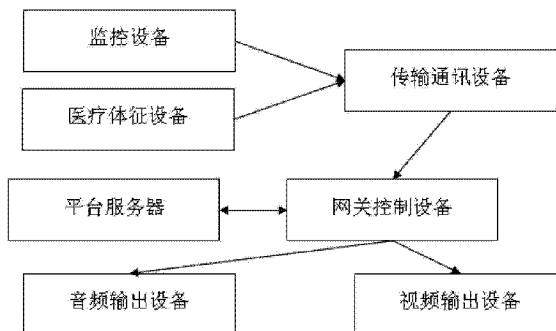 监控设备
传输通讯设备
医疗体征设备
平台服务器
网关控制设备
音频输出设备
视频输出设备